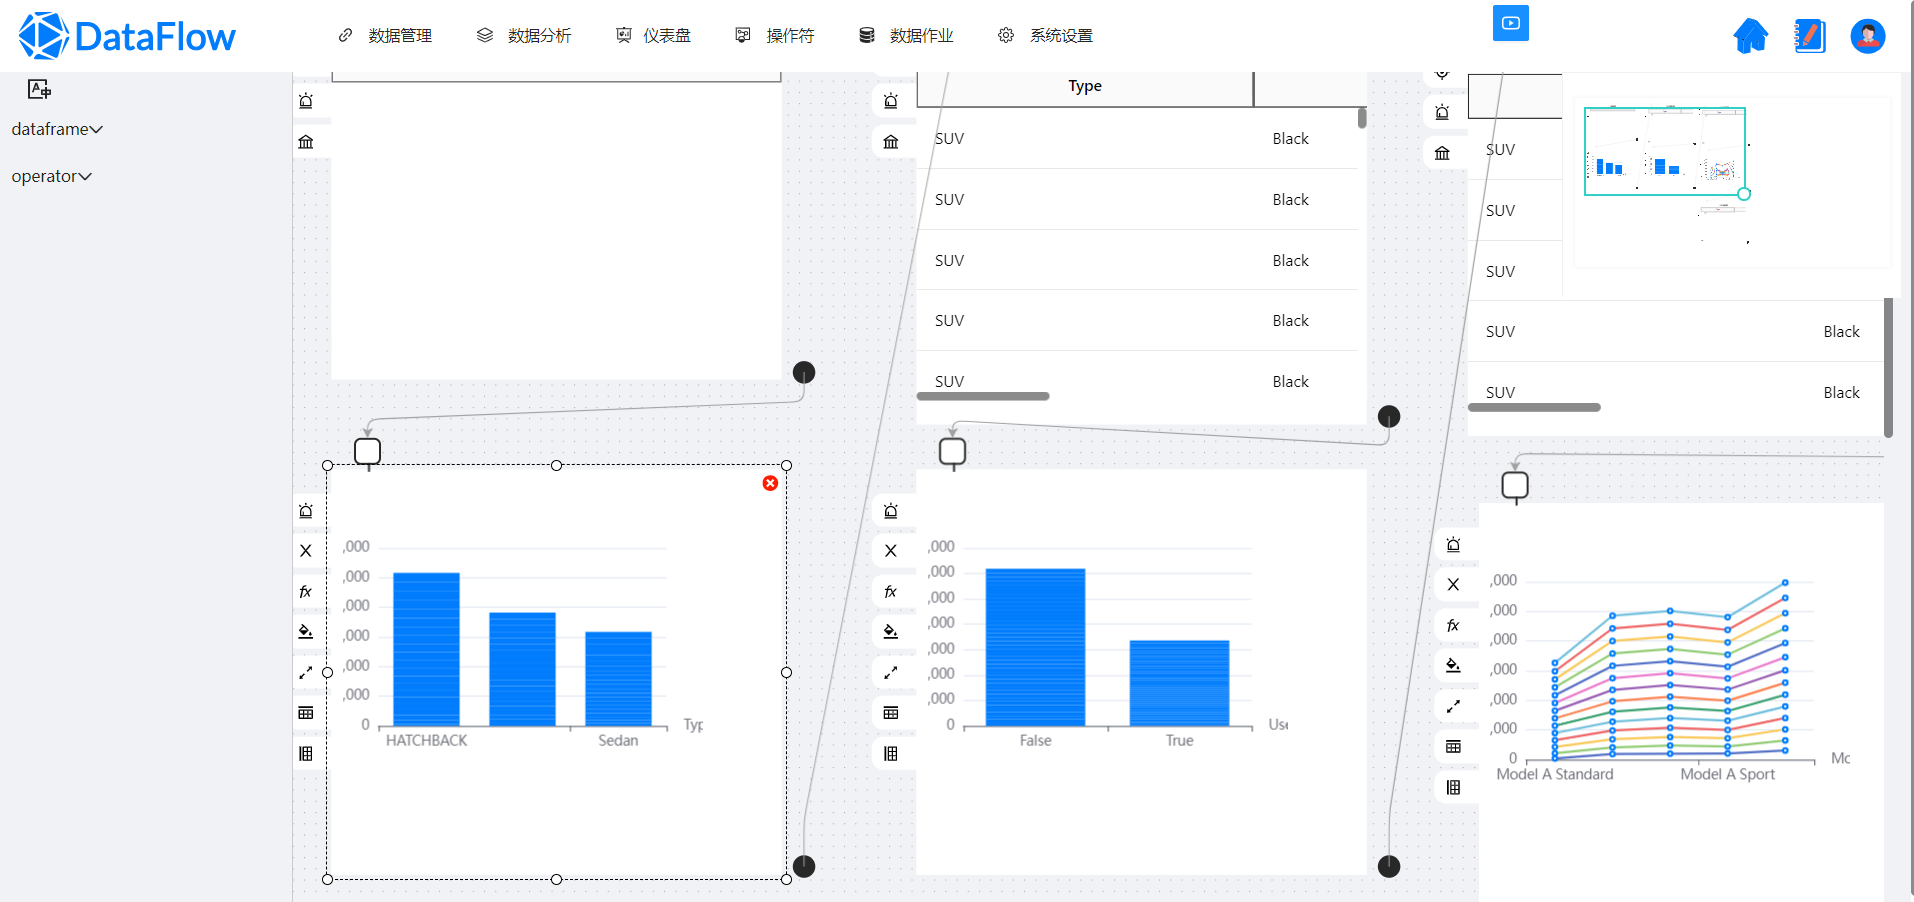 DataFlow
数据管理
数据分析
仪表盘
操作符
数据作业
系统设置
dataframe
operator
Type
SUV Black
SUV Black
SUV Black
SUV Black
SUV Black
SUV
SUV
SUV
SUV Black
SUV Black
,000
,000
,000
,000
,000
,000
0
HATCHBACK
Sedan
Typ
,000
,000
,000
,000
,000
,000
,000
0
False
True
Use
,000
,000
,000
,000
,000
,000
0
Model A Standard
Model A Sport
Mo
X
fx
X
fx
X
fx